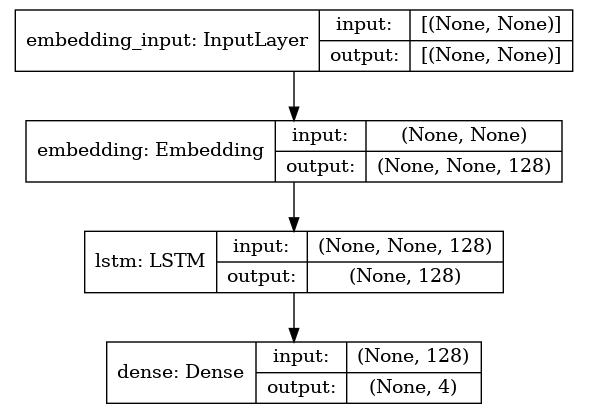 embedding_input: InputLayer
input: [(None, None)]
output: [(None, None)]
embedding: Embedding
input: (None, None)
output: (None, None, 128)
lstm: LSTM
input: (None, None, 128)
output: (None, 128)
dense: Dense
input: (None, 128)
output: (None, 4)